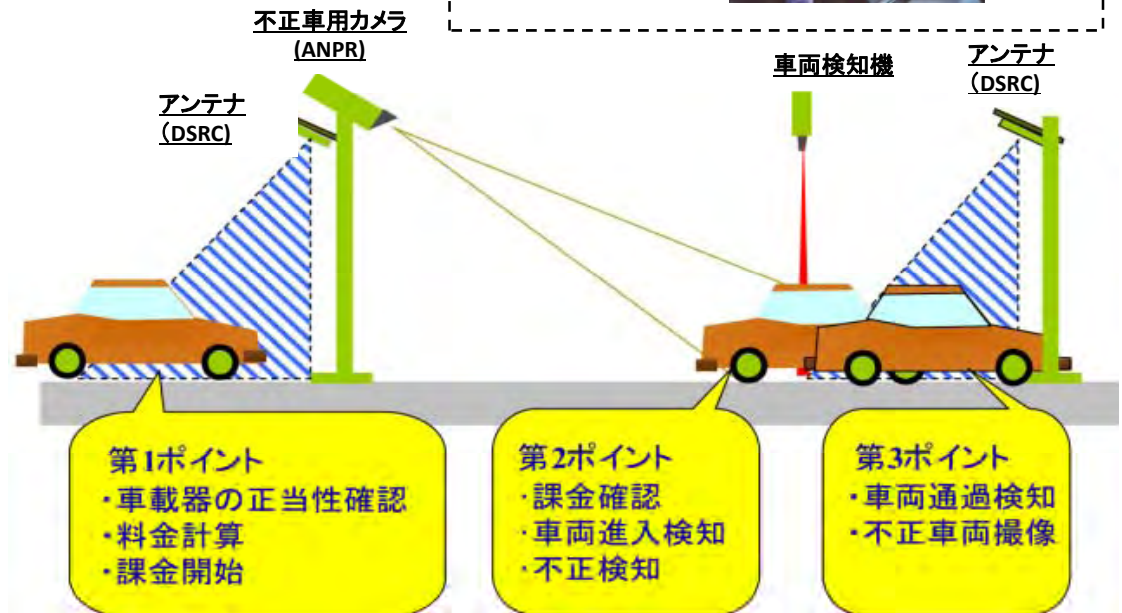 不正車用カメラ
(ANPR)
アンテナ
（DSRC)
車両検知機
アンテナ
（DSRC)
第1ポイント
・車載器の正当性確認
・料金計算
・課金開始
第2ポイント
・課金確認
・車両進入検知
・不正検知
第3ポイント
・車両通過検知
・不正車両撮像